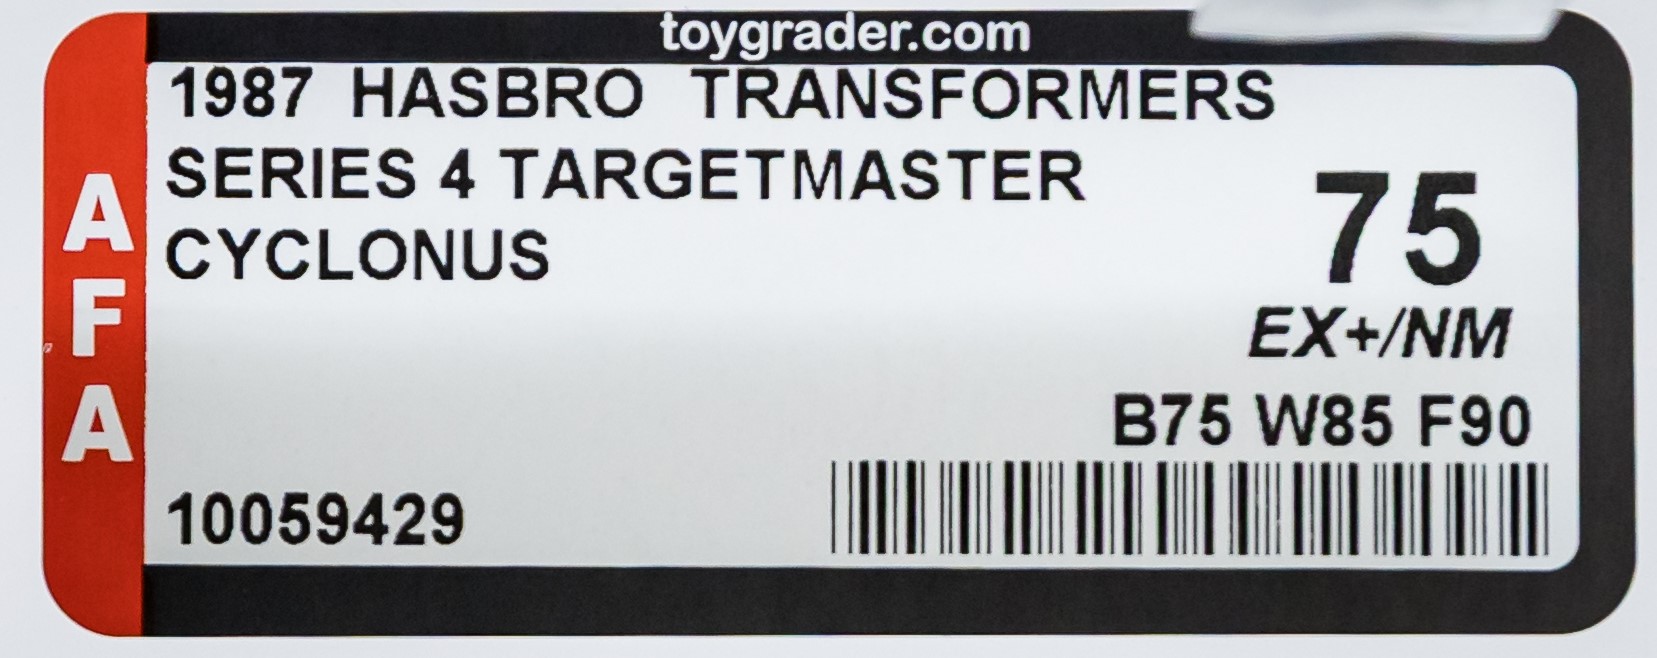 toygrader.com
1987 HASBRO TRANSFORMERS
SERIES 4 TARGETMASTER
CYCLONUS
75
EX+/NM
B75 W85 F90
10059429
AFA